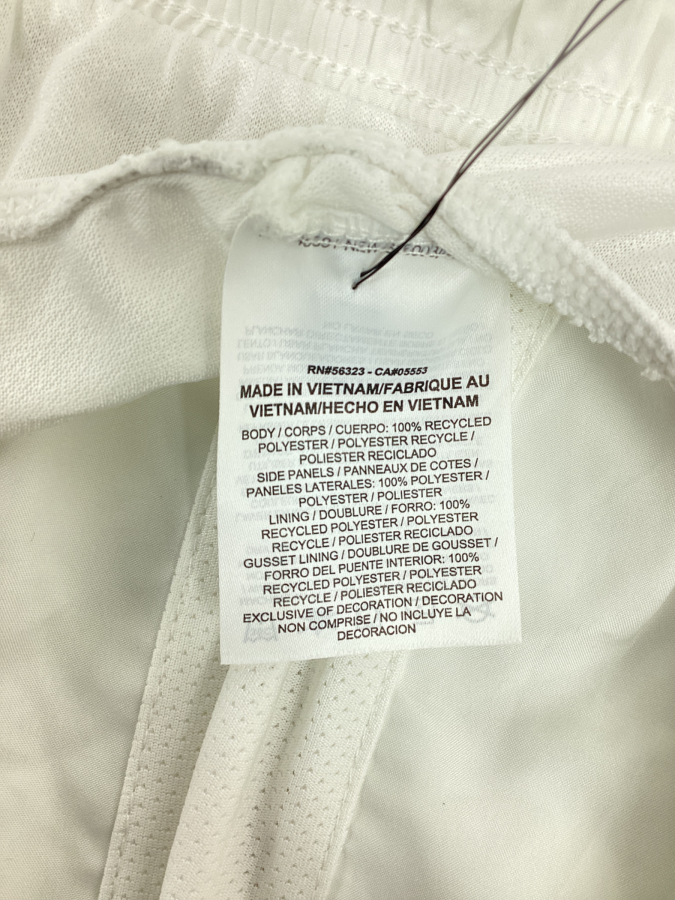 RN#56323 - CA#05553
MADE IN VIETNAM/FABRIQUE AU
VIETNAM/HECHO EN VIETNAM
BODY / CORPS / CUERPO: 100% RECYCLED
POLYESTER / POLYESTER RECYCLE /
POLIESTER RECICLADO
SIDE PANELS / PANNEAUX DE COTES /
PANELES LATERALES: 100% POLYESTER /
POLYESTER / POLIESTER
LINING / DOUBLURE / FORRO: 100%
RECYCLED POLYESTER / POLYESTER
RECYCLE / POLIESTER RECICLADO
GUSSET LINING / DOUBLURE DE GOUSSET /
FORRO DEL PUENTE INTERIOR: 100%
RECYCLED POLYESTER / POLYESTER
RECYCLE / POLIESTER RECICLADO
EXCLUSIVE OF DECORATION / DECORATION
NON COMPRISE / NO INCLUYE LA
DECORACION